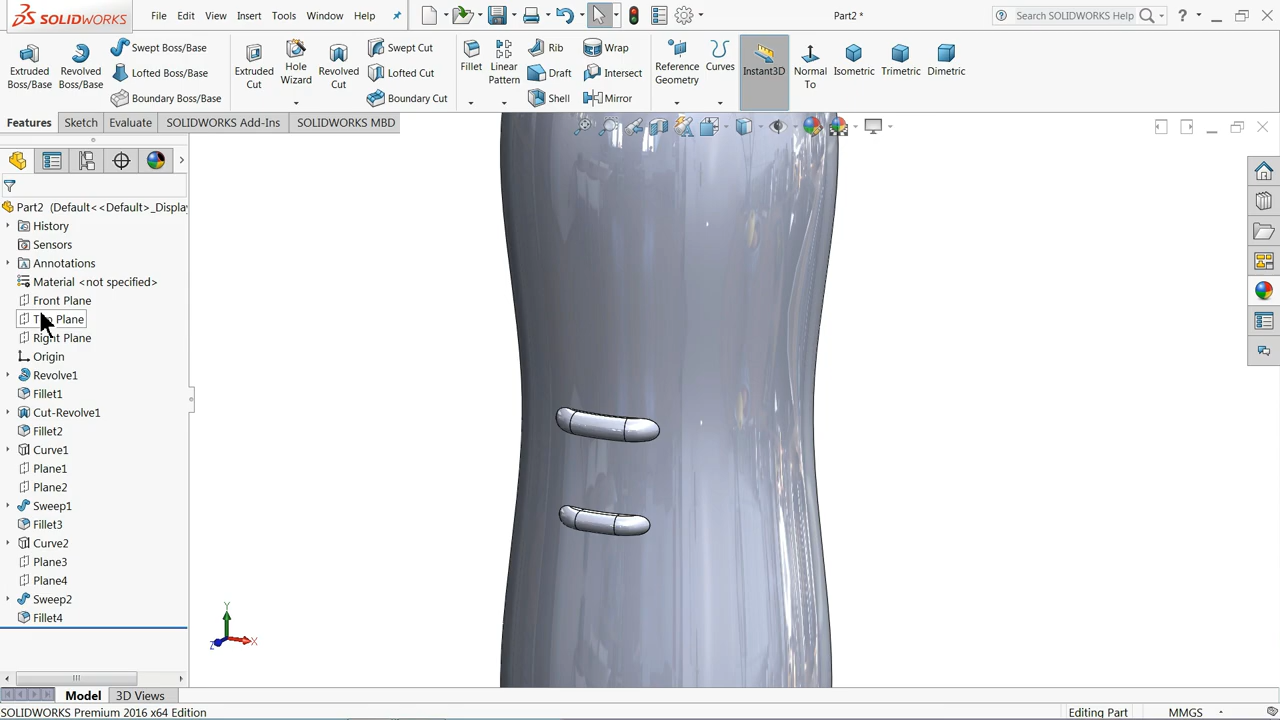 SOLIDWORKS File Edit View Insert Tools Window Help Part2 * Search SOLIDWORKS Help ?
Extruded Boss/Base
Revolved Boss/Base
Swept Boss/Base
Lofted Boss/Base
Boundary Boss/Base
Extruded Cut
Hole Wizard
Revolved Cut
Swept Cut
Lofted Cut
Boundary Cut
Fillet
Linear Pattern
Rib
Draft
Shell
Wrap
Intersect
Mirror
Reference Geometry
Curves
Instant3D
Normal To
Isometric
Trimetric
Dimetric
Features Sketch Evaluate SOLIDWORKS Add-Ins SOLIDWORKS MBD
Part2 (Default<<Default>_Displa
History
Sensors
Annotations
Material <not specified>
Front Plane
Plane
Right Plane
Origin
Revolve1
Fillet1
Cut-Revolve1
Fillet2
Curve1
Plane1
Plane2
Sweep1
Fillet3
Curve2
Plane3
Plane4
Sweep2
Fillet4
Y
X
Z
Model 3D Views
SOLIDWORKS Premium 2016 x64 Edition Editing Part MMGS